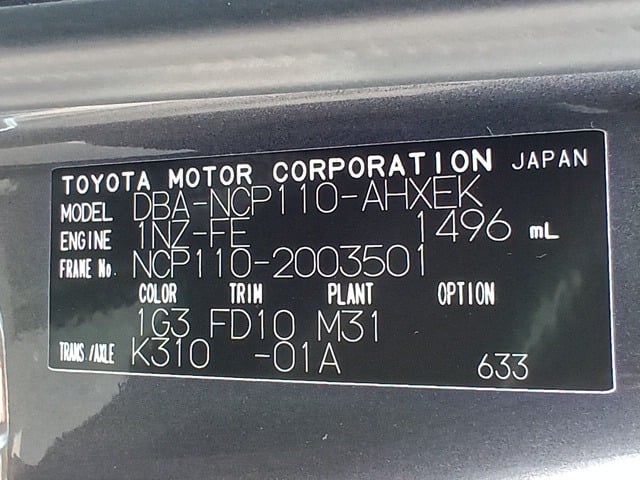 TOYOTA MOTOR CORPORATION JAPAN
MODEL DBA-NCP110-AHXEK
ENGINE 1NZ-FE 1496 mL
FRAME No. NCP110-2003501
COLOR TRIM PLANT OPTION
1G3 FD10 M31
TRANS/AXLE K310 -01A 633